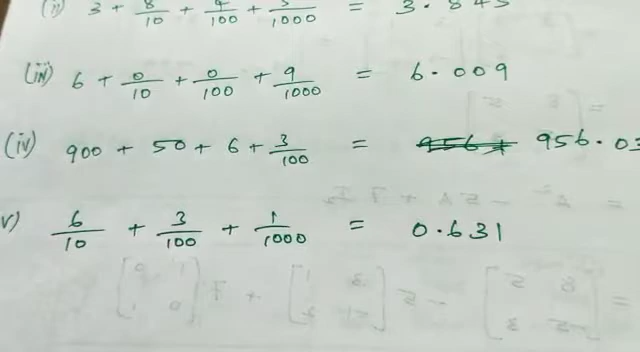 (ii) 3 + 8/10 + 4/100 + 5/1000 = 3.845
(iii) 6 + 0/10 + 0/100 + 9/1000 = 6.009
(iv) 900 + 50 + 6 + 3/100 = 956.03
v) 6/10 + 3/100 + 1/1000 = 0.631